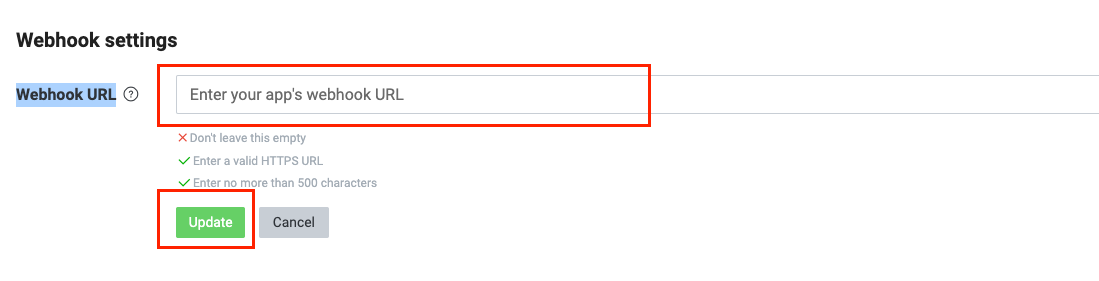 Webhook settings
Webhook URL ?
Enter your app's webhook URL
Don't leave this empty
Enter a valid HTTPS URL
Enter no more than 500 characters
Update Cancel